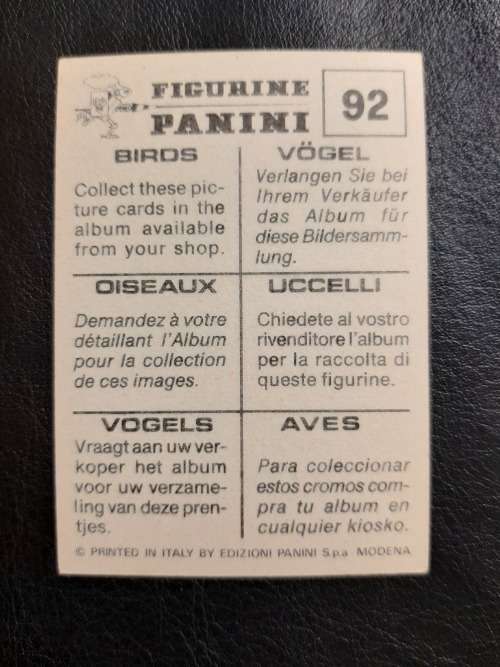 FIGURINE
PANINI
92
BIRDS
Collect these pic-
ture cards in the
album available
from your shop.
VÖGEL
Verlangen Sie bei
Ihrem Verkäufer
das Album für
diese Bildersamm-
lung.
OISEAUX
Demandez à votre
détaillant l'Album
pour la collection
de ces images.
UCCELLI
Chiedete al vostro
rivenditore l'album
per la raccolta di
queste figurine.
VOGELS
Vraagt aan uw ver-
koper het album
voor uw verzame-
ling van deze pren-
tjes.
AVES
Para coleccionar
estos cromos com-
pra tu album en
cualquier kiosko.
© PRINTED IN ITALY BY EDIZIONI PANINI S.p.a MODENA